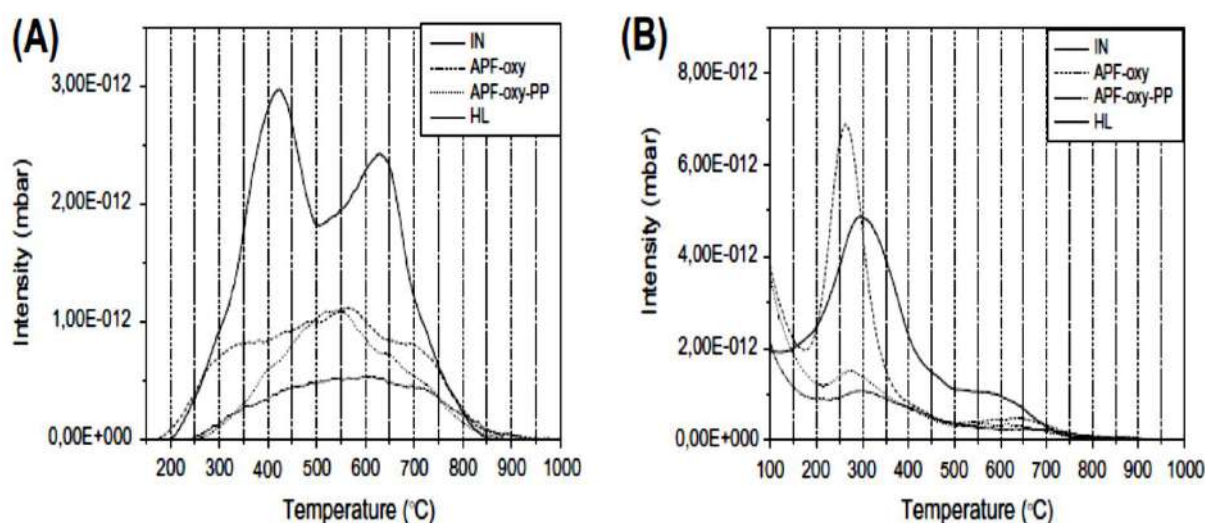 (A)
IN
APF-oxy
APF-oxy-PP
HL
3,00E-012
2,00E-012
1,00E-012
0,00E+000
Intensity (mbar)
200 300 400 500 600 700 800 900 1000
Temperature (°C)
(B)
IN
APF-oxy
APF-oxy-PP
HL
8,00E-012
6,00E-012
4,00E-012
2,00E-012
0,00E+000
Intensity (mbar)
100 200 300 400 500 600 700 800 900 1000
Temperature (°C)